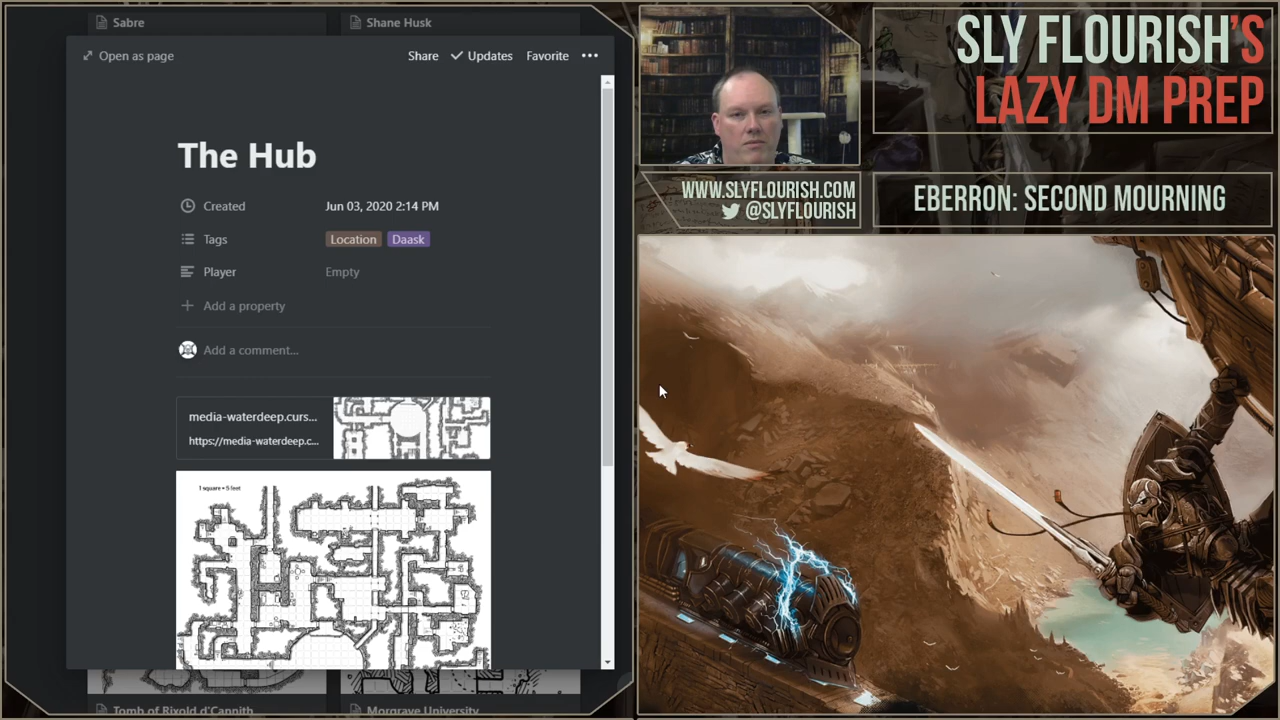 Sabre
Shane Husk
Open as page
Share
Updates
Favorite
The Hub
Created
Jun 03, 2020 2:14 PM
Tags
Location
Daask
Player
Empty
Add a property
Add a comment...
media-waterdeep.curs...
https://media-waterdeep.c...
1 square = 5 feet
Tomb of Rixold d'Cannith
Morgrave University
SLY FLOURISH'S
LAZY DM PREP
WWW.SLYFLOURISH.COM
@SLYFLOURISH
EBERRON: SECOND MOURNING